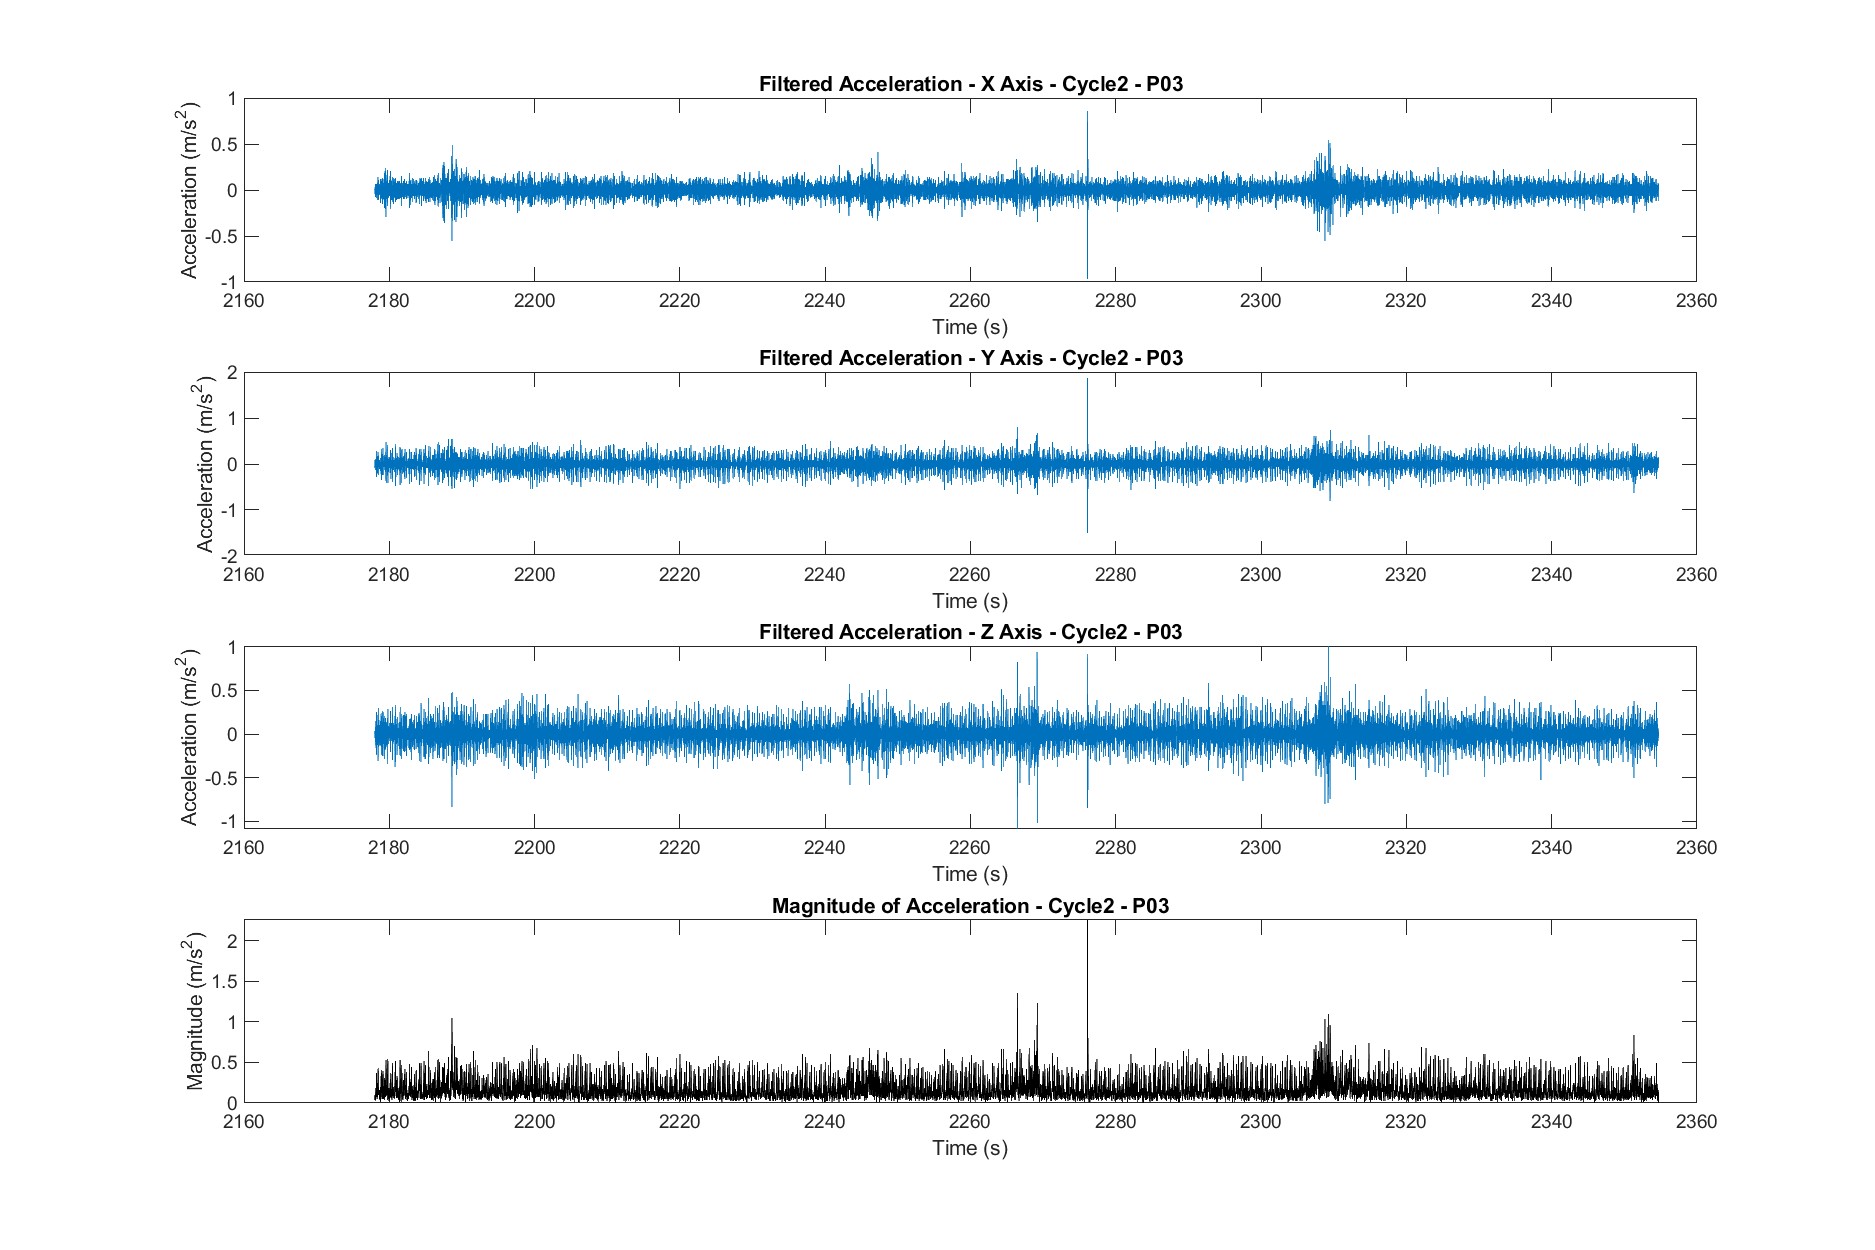 Filtered Acceleration - X Axis - Cycle2 - P03
Acceleration (m/s²)
1
0.5
0
-0.5
-1
2160 2180 2200 2220 2240 2260 2280 2300 2320 2340 2360
Time (s)
Filtered Acceleration - Y Axis - Cycle2 - P03
Acceleration (m/s²)
2
1
0
-1
-2
2160 2180 2200 2220 2240 2260 2280 2300 2320 2340 2360
Time (s)
Filtered Acceleration - Z Axis - Cycle2 - P03
Acceleration (m/s²)
1
0.5
0
-0.5
-1
2160 2180 2200 2220 2240 2260 2280 2300 2320 2340 2360
Time (s)
Magnitude of Acceleration - Cycle2 - P03
Magnitude (m/s²)
2
1.5
1
0.5
0
2160 2180 2200 2220 2240 2260 2280 2300 2320 2340 2360
Time (s)